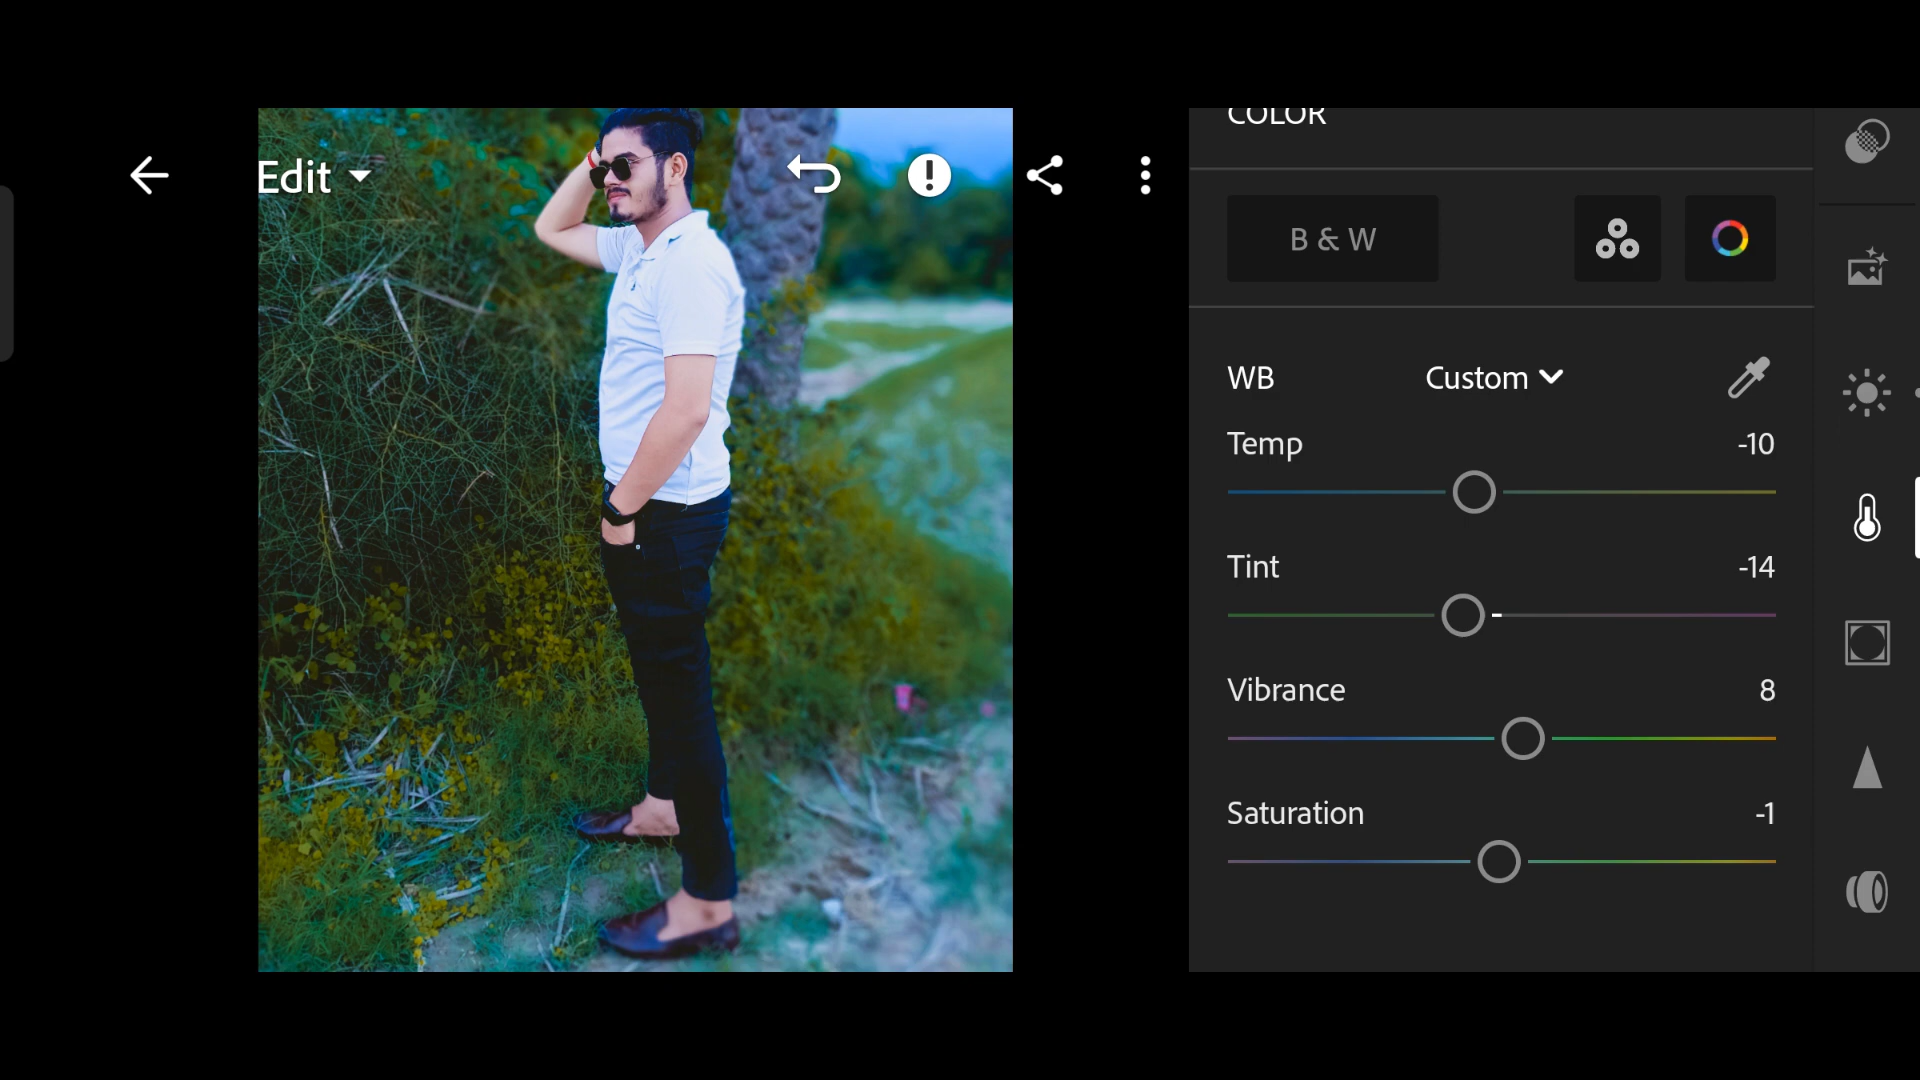 Edit
COLOR
B & W
WB Custom
Temp -10
Tint -14
Vibrance 8
Saturation -1